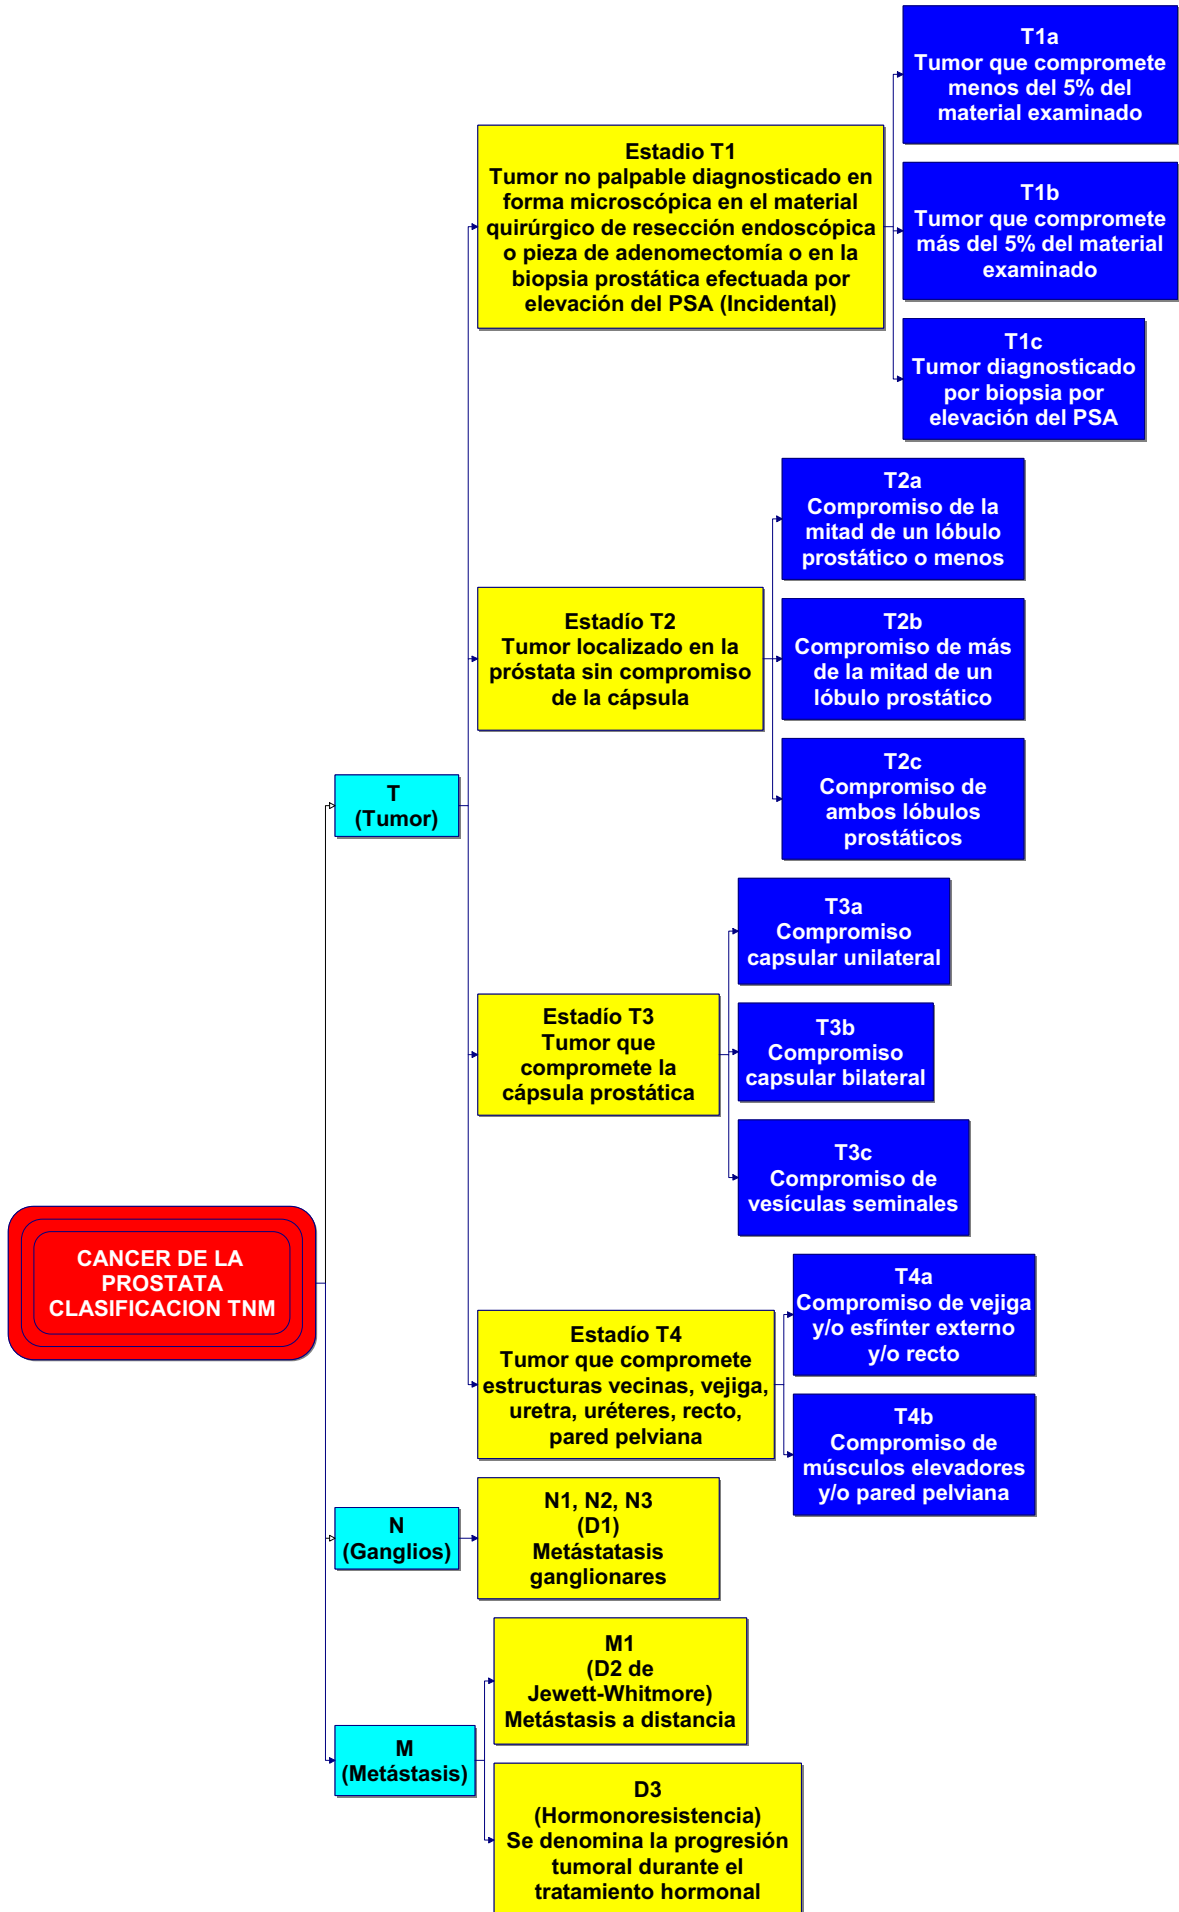 CANCER DE LA
PROSTATA
CLASIFICACION TNM
T
(Tumor)
Estadio T1
Tumor no palpable diagnosticado en
forma microscópica en el material
quirúrgico de resección endoscópica
o pieza de adenomectomía o en la
biopsia prostática efectuada por
elevación del PSA (Incidental)
T1a
Tumor que compromete
menos del 5% del
material examinado
T1b
Tumor que compromete
más del 5% del material
examinado
T1c
Tumor diagnosticado
por biopsia por
elevación del PSA
Estadío T2
Tumor localizado en la
próstata sin compromiso
de la cápsula
T2a
Compromiso de la
mitad de un lóbulo
prostático o menos
T2b
Compromiso de más
de la mitad de un
lóbulo prostático
T2c
Compromiso de
ambos lóbulos
prostáticos
Estadío T3
Tumor que
compromete la
cápsula prostática
T3a
Compromiso
capsular unilateral
T3b
Compromiso
capsular bilateral
T3c
Compromiso de
vesículas seminales
Estadío T4
Tumor que compromete
estructuras vecinas, vejiga,
uretra, uréteres, recto,
pared pelviana
T4a
Compromiso de vejiga
y/o esfínter externo
y/o recto
T4b
Compromiso de
músculos elevadores
y/o pared pelviana
N
(Ganglios)
N1, N2, N3
(D1)
Metástatasis
ganglionares
M
(Metástasis)
M1
(D2 de
Jewett-Whitmore)
Metástasis a distancia
D3
(Hormonoresistencia)
Se denomina la progresión
tumoral durante el
tratamiento hormonal